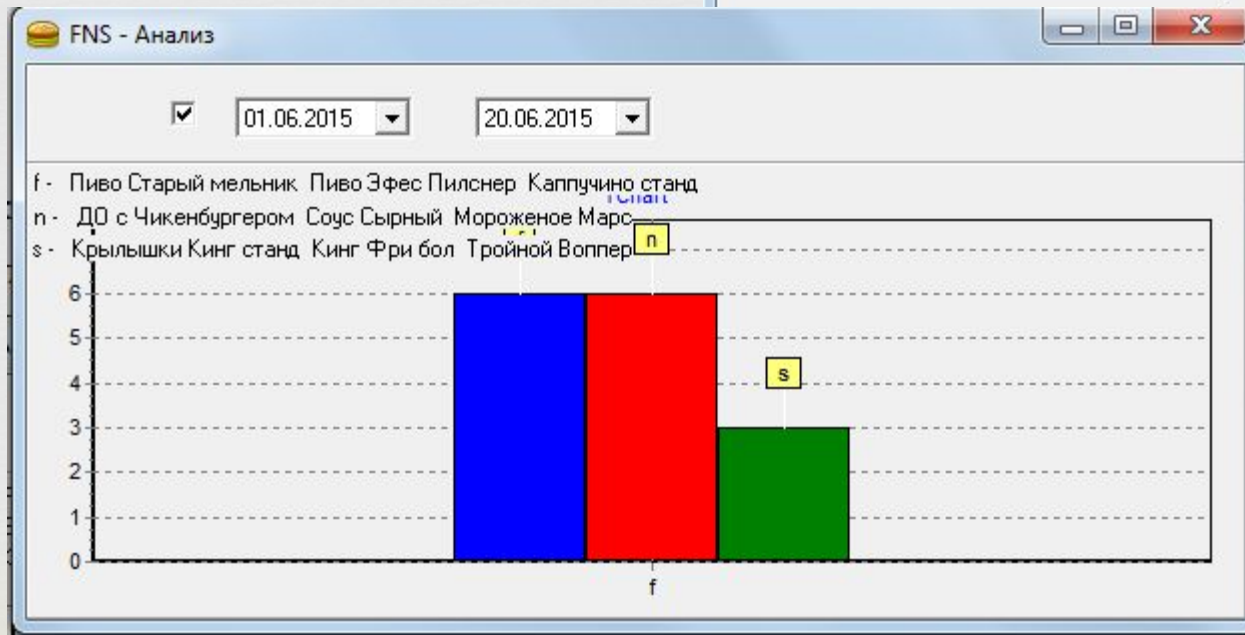 FNS - Анализ
01.06.2015 20.06.2015
f - Пиво Старый мельник Пиво Эфес Пилснер Каппучино станд
n - ДО с Чикенбургером Соус Сырный Мороженое Марс
s - Крылышки Кинг станд Кинг Фри бол Тройной Воппер
n
6
5
4
s
3
2
1
0
f